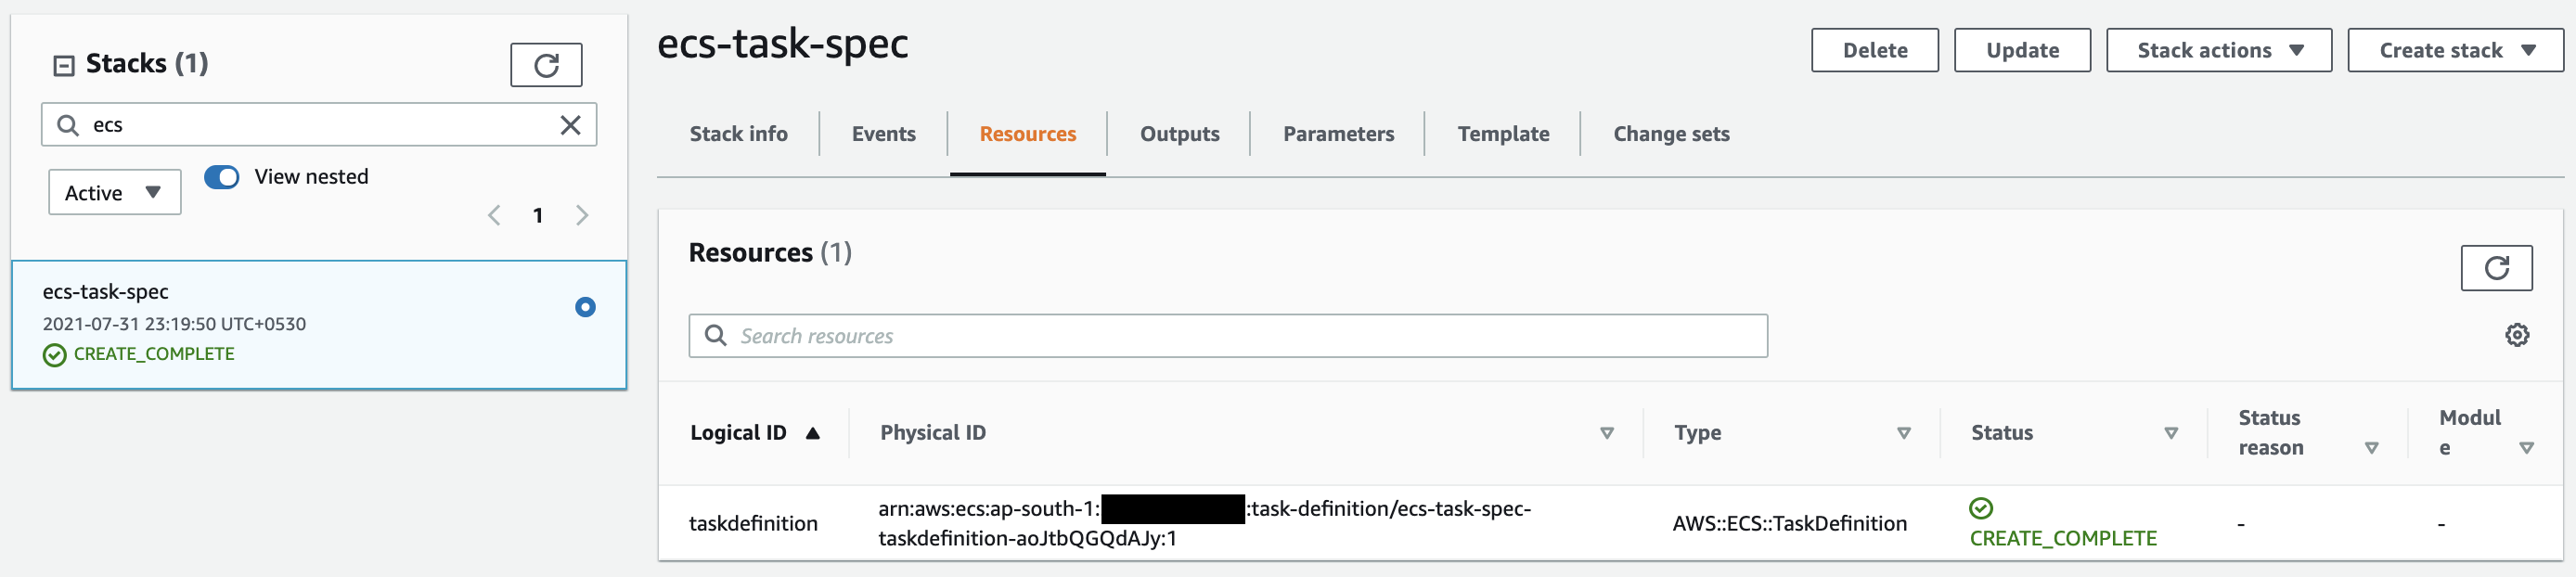 Stacks (1)
ecs
Active
View nested
1
ecs-task-spec
2021-07-31 23:19:50 UTC+0530
CREATE_COMPLETE
ecs-task-spec
Delete
Update
Stack actions
Create stack
Stack info
Events
Resources
Outputs
Parameters
Template
Change sets
Resources (1)
Search resources
Logical ID
Physical ID
Type
Status
Status
reason
Modul
e
taskdefinition
arn:aws:ecs:ap-south-1: :task-definition/ecs-task-spec-
taskdefinition-aoJtbQGQdAJy:1
AWS::ECS::TaskDefinition
CREATE_COMPLETE
-
-